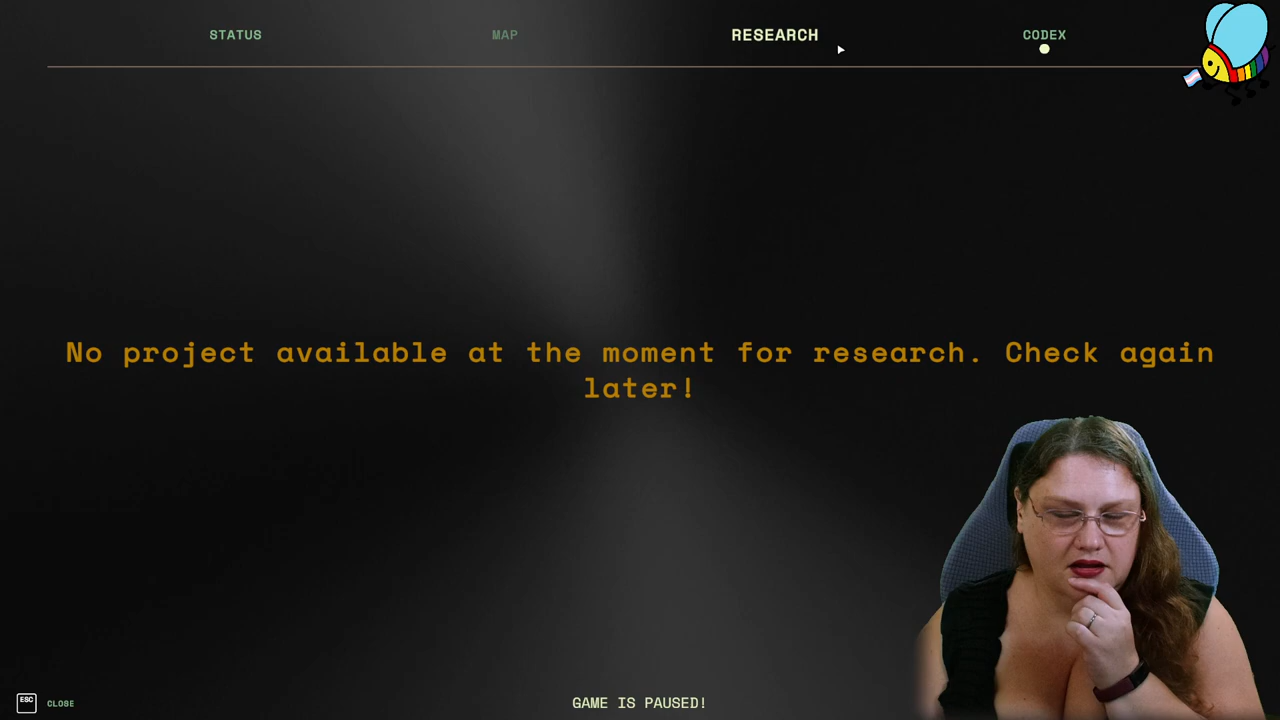 STATUS
MAP
RESEARCH
CODEX
No project available at the moment for research. Check again
later!
ESC
CLOSE
GAME IS PAUSED!